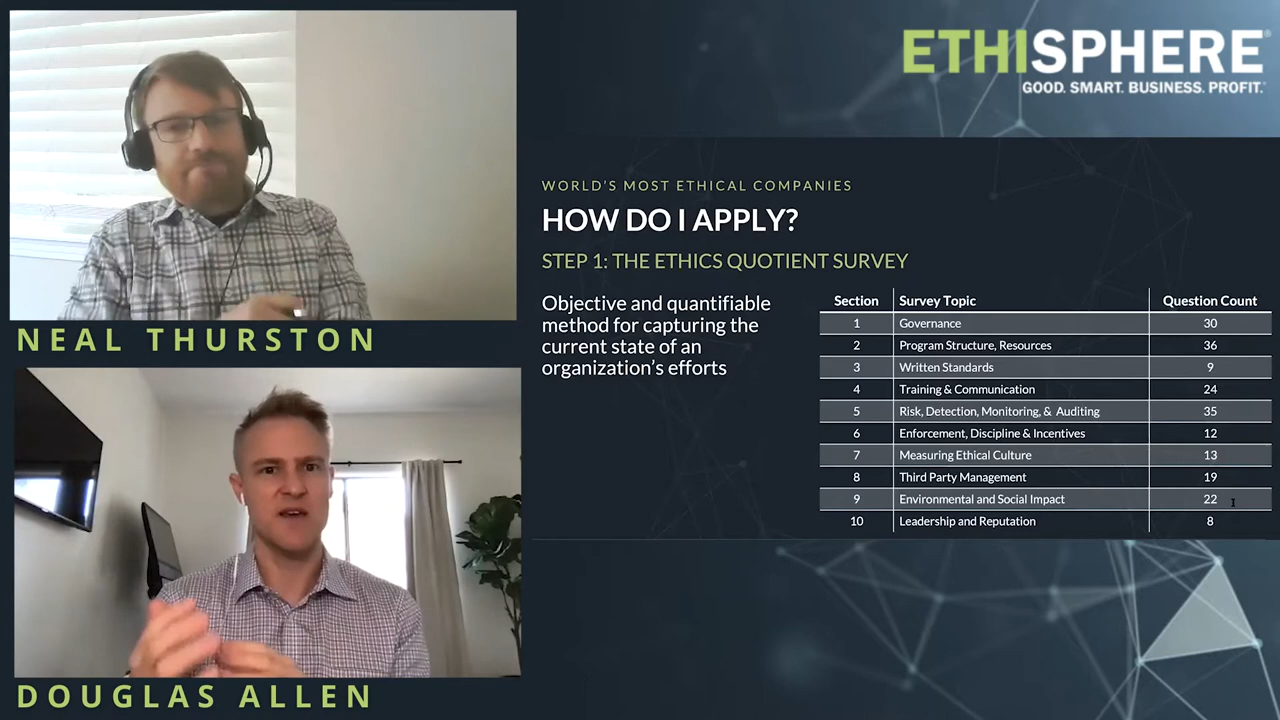 NEAL THURSTON
DOUGLAS ALLEN
ETHISPHERE®
GOOD. SMART. BUSINESS. PROFIT.®
WORLD'S MOST ETHICAL COMPANIES
HOW DO I APPLY?
STEP 1: THE ETHICS QUOTIENT SURVEY
Objective and quantifiable
method for capturing the
current state of an
organization's efforts
Section Survey Topic Question Count
1 Governance 30
2 Program Structure, Resources 36
3 Written Standards 9
4 Training & Communication 24
5 Risk, Detection, Monitoring, & Auditing 35
6 Enforcement, Discipline & Incentives 12
7 Measuring Ethical Culture 13
8 Third Party Management 19
9 Environmental and Social Impact 22
10 Leadership and Reputation 8